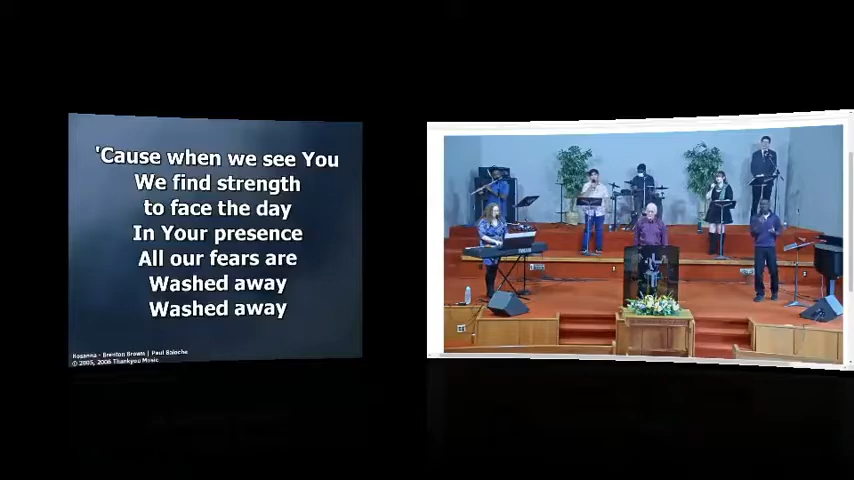 'Cause when we see You
We find strength
to face the day
In Your presence
All our fears are
Washed away
Washed away
Hosanna - Brenton Brown | Paul Baloche
© 2005, 2006 Thankyou Music